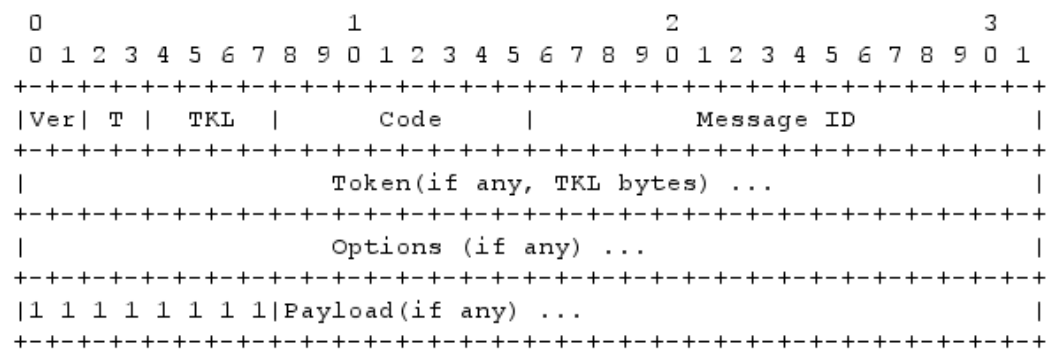 0                   1                   2                   3
 0 1 2 3 4 5 6 7 8 9 0 1 2 3 4 5 6 7 8 9 0 1 2 3 4 5 6 7 8 9 0 1
+-+-+-+-+-+-+-+-+-+-+-+-+-+-+-+-+-+-+-+-+-+-+-+-+-+-+-+-+-+-+-+-+
|Ver| T |  TKL  |      Code     |          Message ID           |
+-+-+-+-+-+-+-+-+-+-+-+-+-+-+-+-+-+-+-+-+-+-+-+-+-+-+-+-+-+-+-+-+
|                   Token(if any, TKL bytes) ...                |
+-+-+-+-+-+-+-+-+-+-+-+-+-+-+-+-+-+-+-+-+-+-+-+-+-+-+-+-+-+-+-+-+
|                   Options (if any) ...                        |
+-+-+-+-+-+-+-+-+-+-+-+-+-+-+-+-+-+-+-+-+-+-+-+-+-+-+-+-+-+-+-+-+
|1 1 1 1 1 1 1 1|Payload(if any) ...                            |
+-+-+-+-+-+-+-+-+-+-+-+-+-+-+-+-+-+-+-+-+-+-+-+-+-+-+-+-+-+-+-+-+